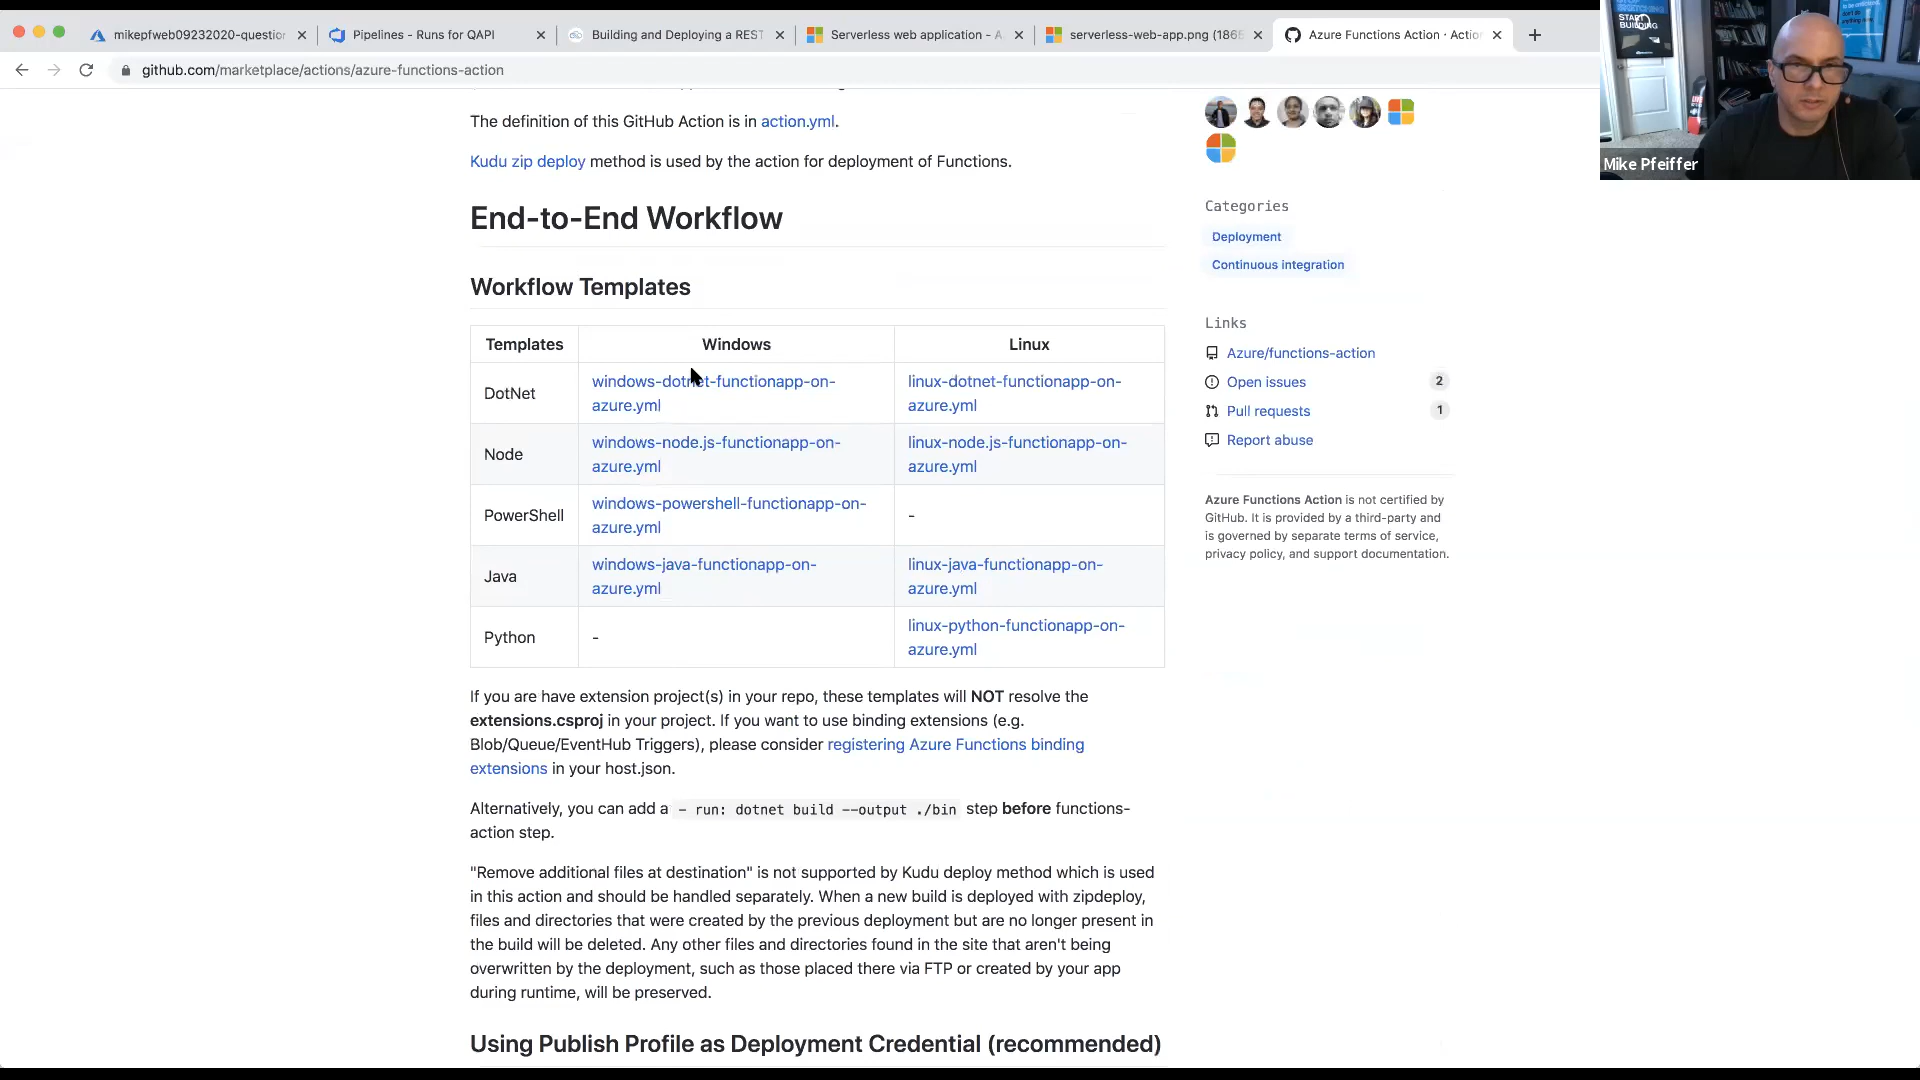 mikepfweb09232020-questior
Pipelines - Runs for QAPI
Building and Deploying a REST
Serverless web application - A
serverless-web-app.png (1865
Azure Functions Action · Actio
github.com/marketplace/actions/azure-functions-action
START
BUILDING
Mike Pfeiffer
The definition of this GitHub Action is in action.yml.
Kudu zip deploy method is used by the action for deployment of Functions.
End-to-End Workflow
Workflow Templates
Templates Windows Linux
DotNet windows-dotnet-functionapp-on-azure.yml linux-dotnet-functionapp-on-azure.yml
Node windows-node.js-functionapp-on-azure.yml linux-node.js-functionapp-on-azure.yml
PowerShell windows-powershell-functionapp-on-azure.yml -
Java windows-java-functionapp-on-azure.yml linux-java-functionapp-on-azure.yml
Python - linux-python-functionapp-on-azure.yml
If you are have extension project(s) in your repo, these templates will NOT resolve the
extensions.csproj in your project. If you want to use binding extensions (e.g.
Blob/Queue/EventHub Triggers), please consider registering Azure Functions binding
extensions in your host.json.
Alternatively, you can add a - run: dotnet build --output ./bin step before functions-
action step.
"Remove additional files at destination" is not supported by Kudu deploy method which is used
in this action and should be handled separately. When a new build is deployed with zipdeploy,
files and directories that were created by the previous deployment but are no longer present in
the build will be deleted. Any other files and directories found in the site that aren't being
overwritten by the deployment, such as those placed there via FTP or created by your app
during runtime, will be preserved.
Using Publish Profile as Deployment Credential (recommended)
Categories
Deployment
Continuous integration
Links
Azure/functions-action
Open issues 2
Pull requests 1
Report abuse
Azure Functions Action is not certified by
GitHub. It is provided by a third-party and
is governed by separate terms of service,
privacy policy, and support documentation.